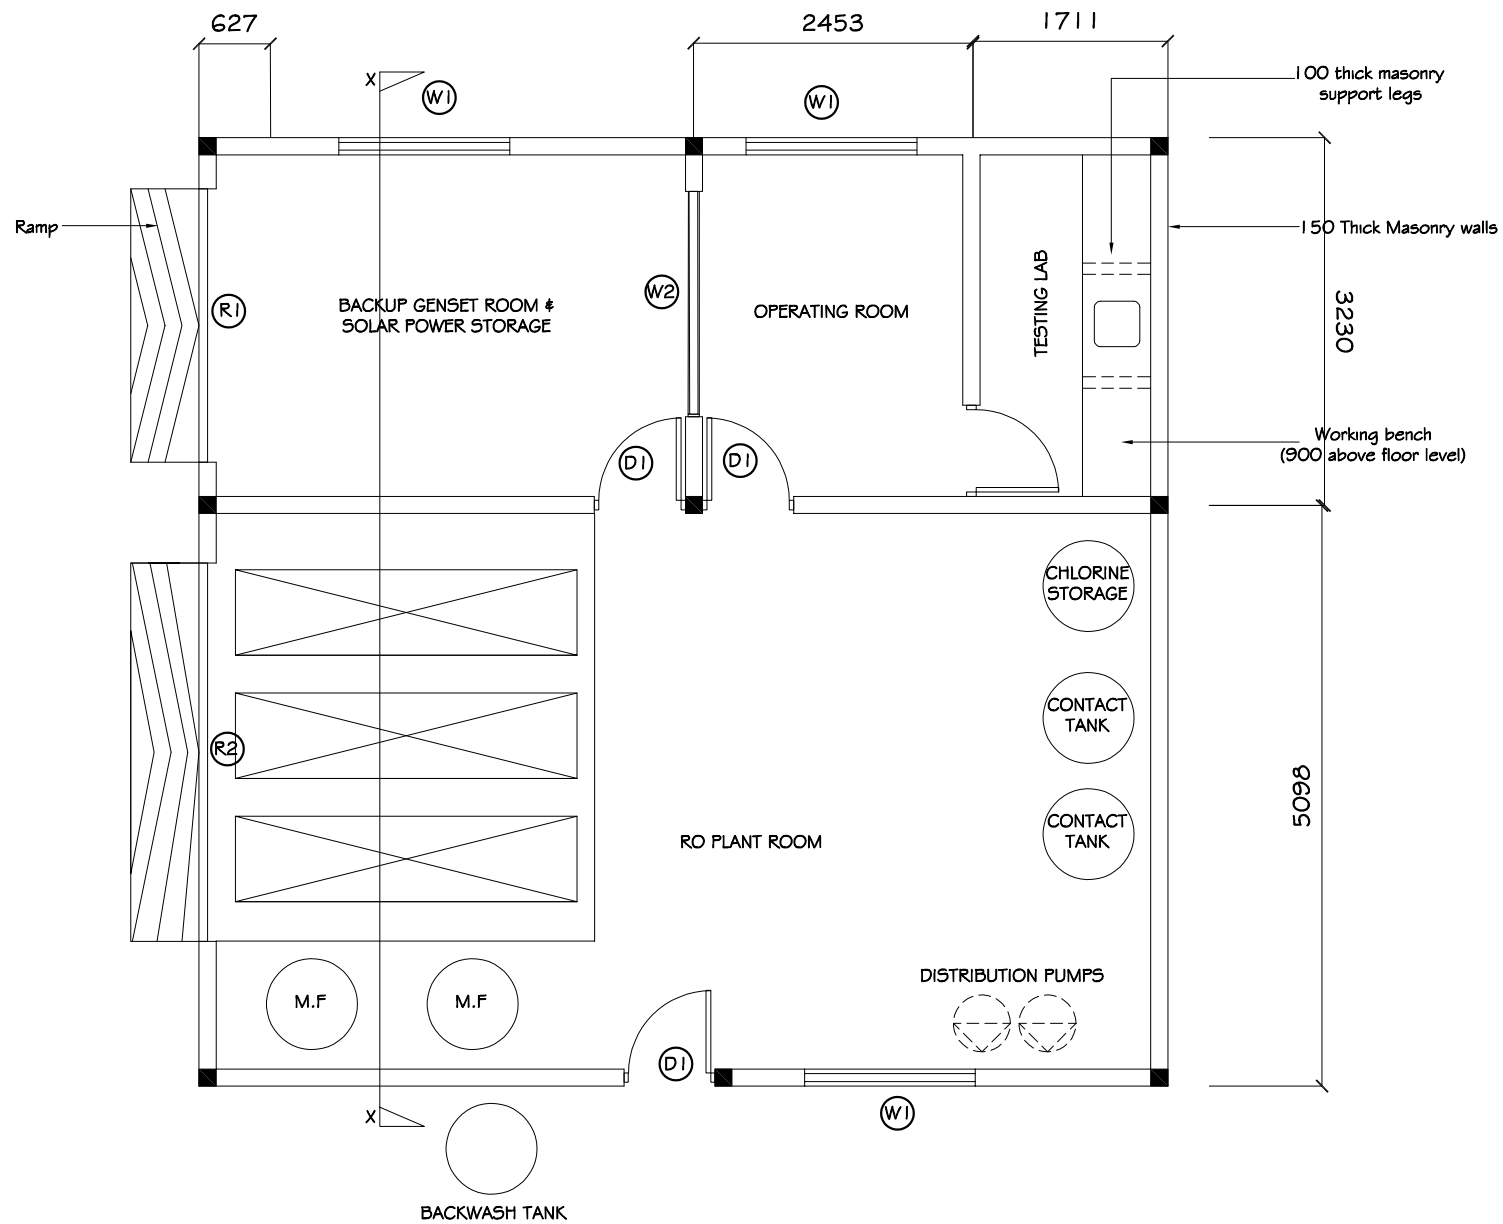 627
2453
1711
X
W1
W1
100 thick masonry
support legs
Ramp
150 Thick Masonry walls
R1
BACKUP GENSET ROOM &
SOLAR POWER STORAGE
W2
OPERATING ROOM
TESTING LAB
3230
Working bench
(900 above floor level)
D1
D1
CHLORINE
STORAGE
CONTACT
TANK
R2
5098
CONTACT
TANK
RO PLANT ROOM
DISTRIBUTION PUMPS
M.F
M.F
D1
X
W1
BACKWASH TANK